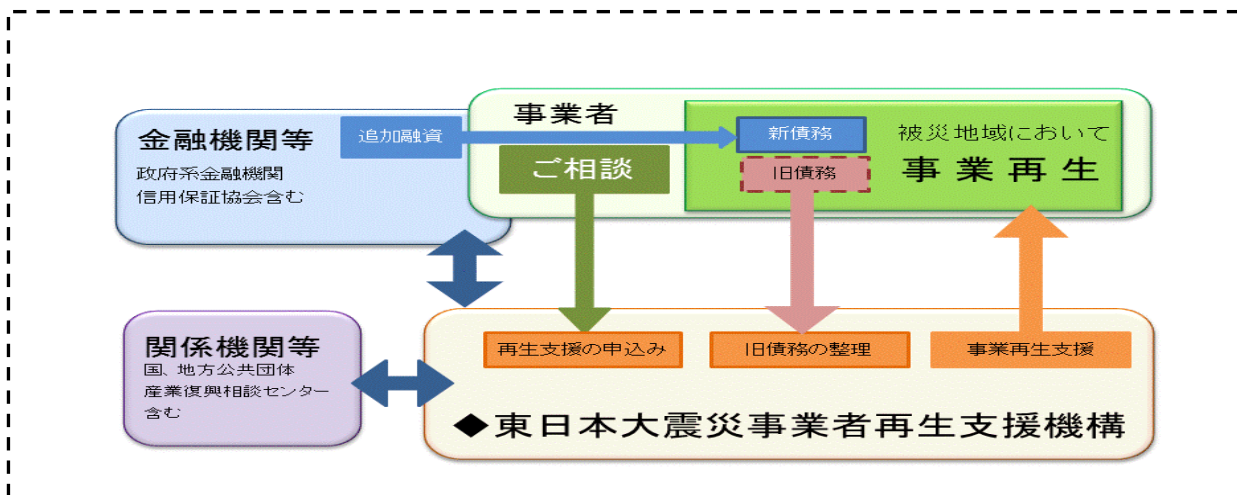 金融機関等
政府系金融機関
信用保証協会含む
追加融資
事業者
ご相談
新債務
旧債務
被災地域において
事業再生
関係機関等
国、地方公共団体
産業復興相談センター
含む
再生支援の申込み
旧債務の整理
事業再生支援
◆東日本大震災事業者再生支援機構